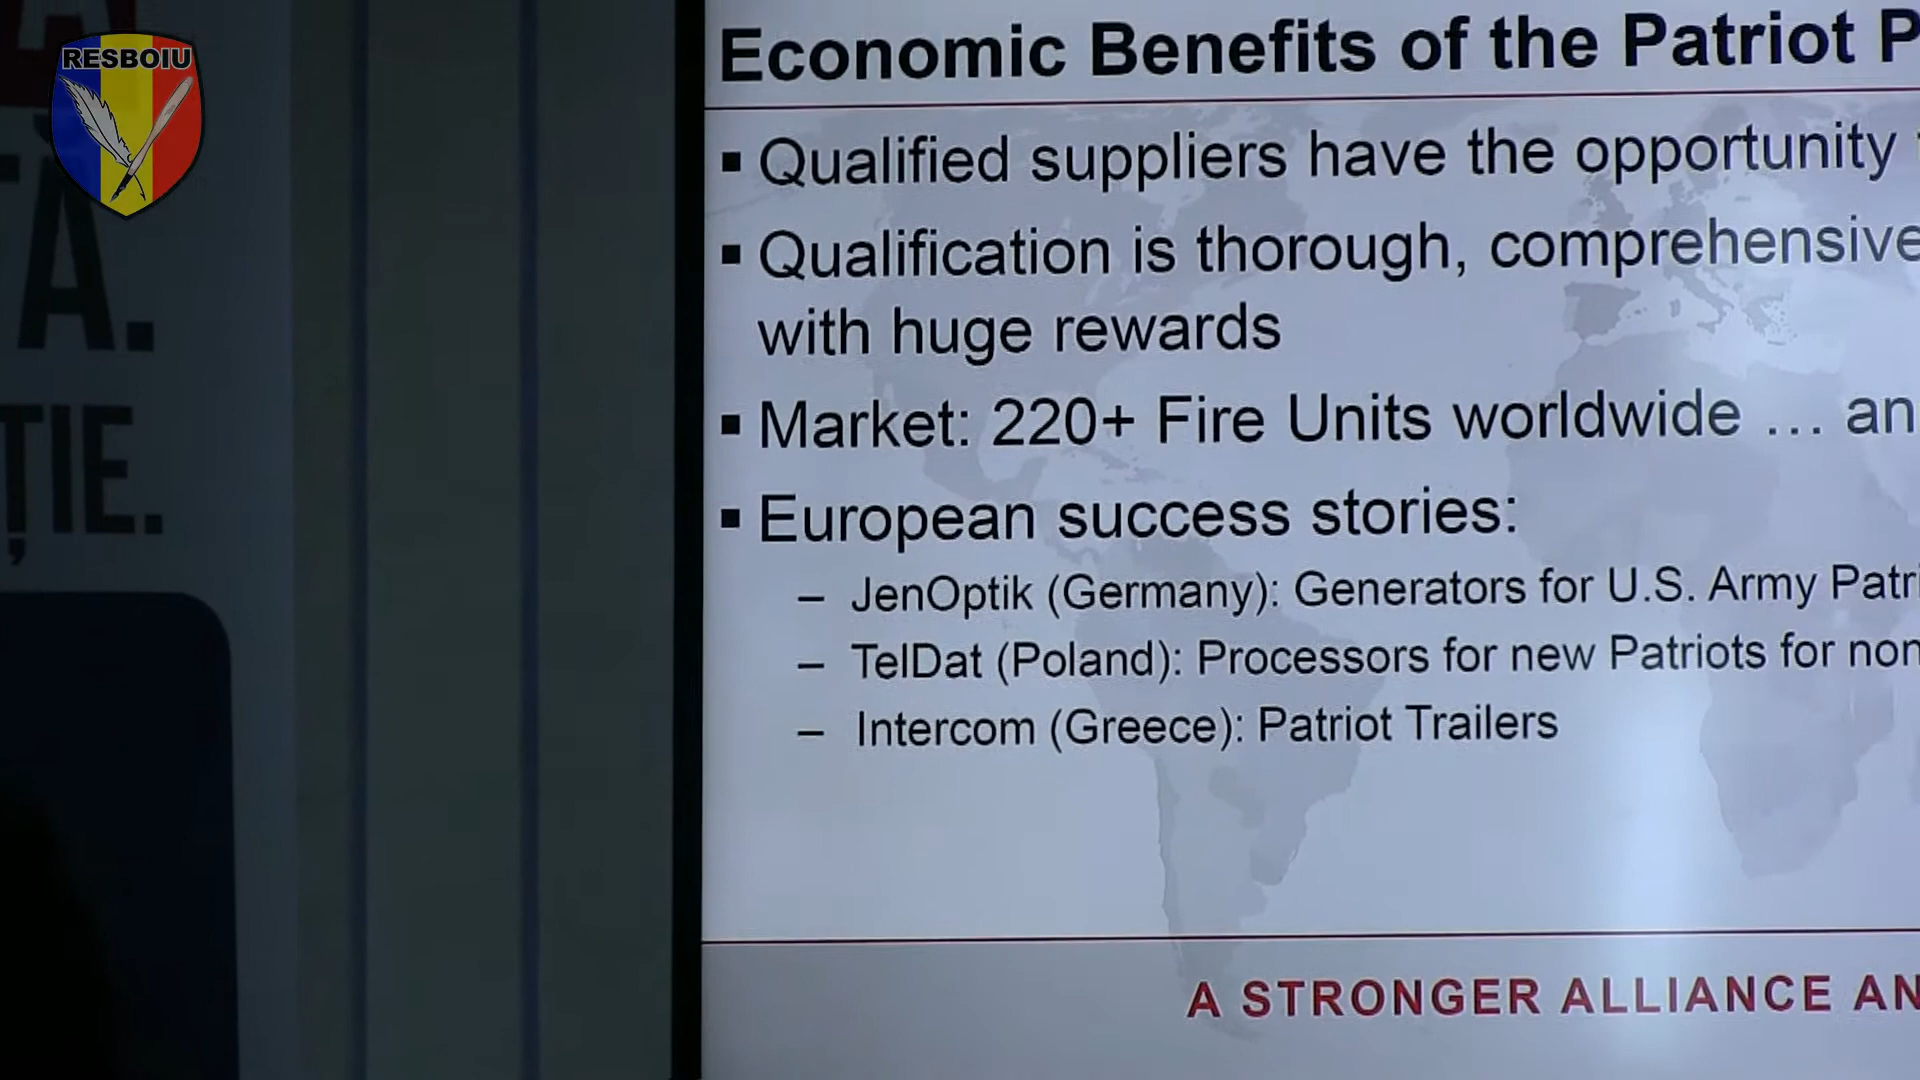 RESBOIU
Ă.
ȚIE.
Economic Benefits of the Patriot P
▪ Qualified suppliers have the opportunity
▪ Qualification is thorough, comprehensive
with huge rewards
▪ Market: 220+ Fire Units worldwide … an
▪ European success stories:
– JenOptik (Germany): Generators for U.S. Army Patri
– TelDat (Poland): Processors for new Patriots for non
– Intercom (Greece): Patriot Trailers
A STRONGER ALLIANCE AN